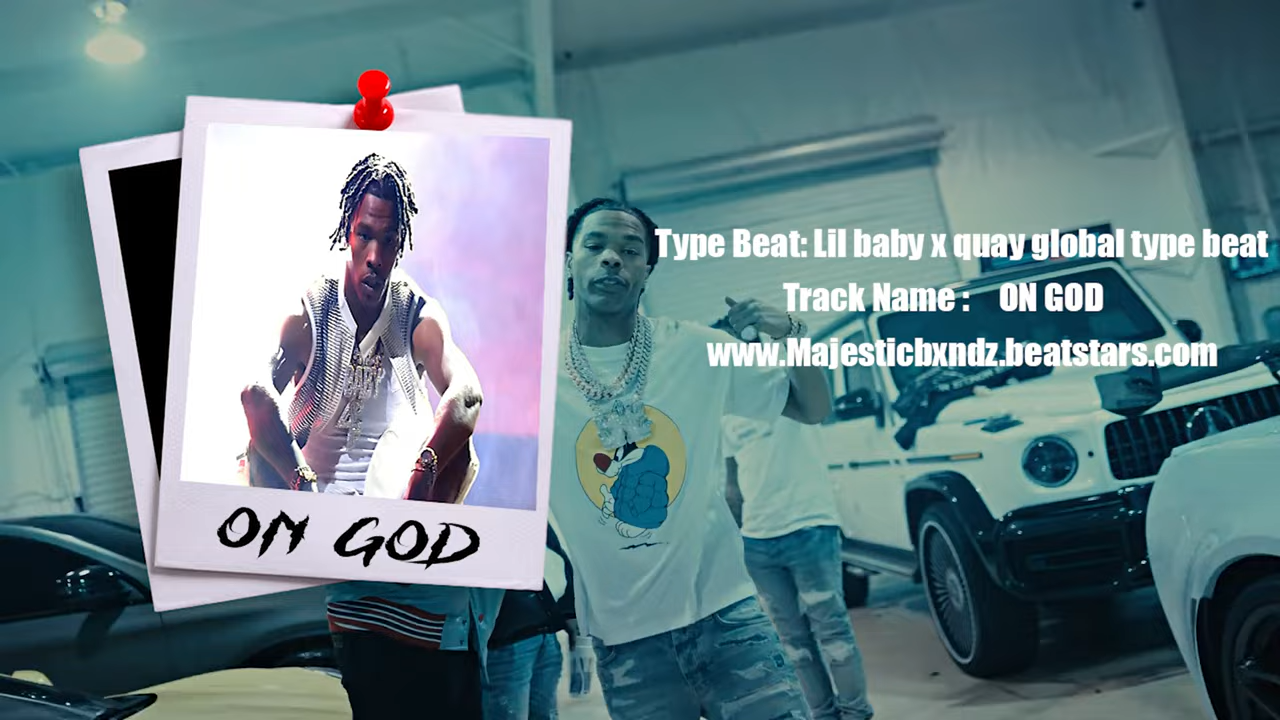 Type Beat: Lil baby x quay global type beat
Track Name : ON GOD
www.Majesticbxndz.beatstars.com
ON GOD